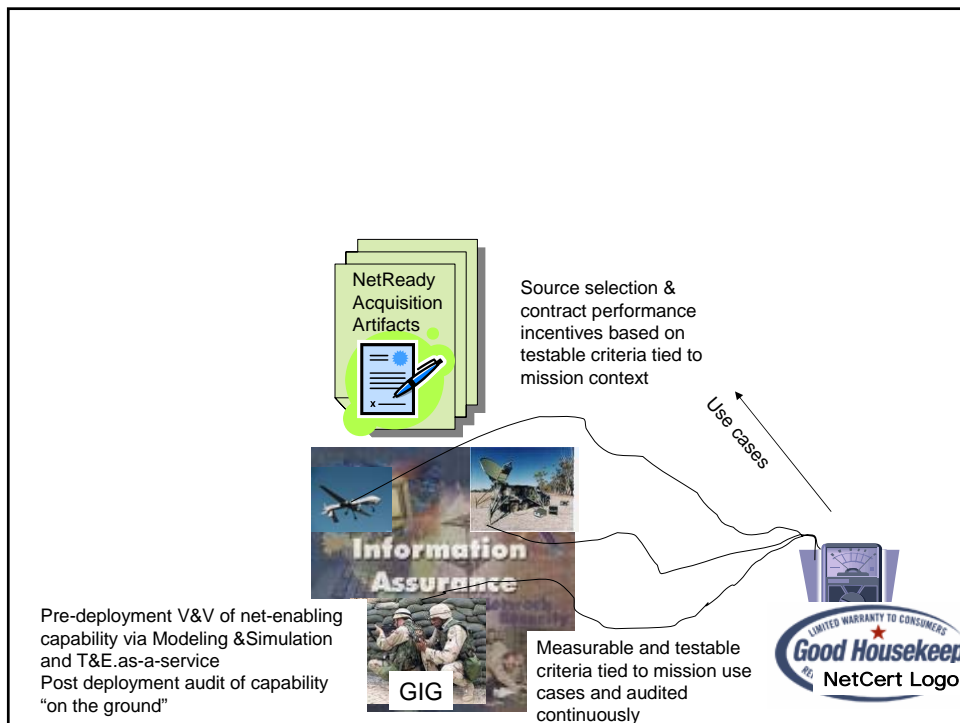 NetReady
Acquisition
Artifacts
x
Source selection &
contract performance
incentives based on
testable criteria tied to
mission context
Use cases
Information
Assurance
Security
GIG
Pre-deployment V&V of net-enabling
capability via Modeling &Simulation
and T&E.as-a-service
Post deployment audit of capability
“on the ground”
Measurable and testable
criteria tied to mission use
cases and audited
continuously
LIMITED WARRANTY TO CONSUMERS
Good Housekeep
NetCert Logo